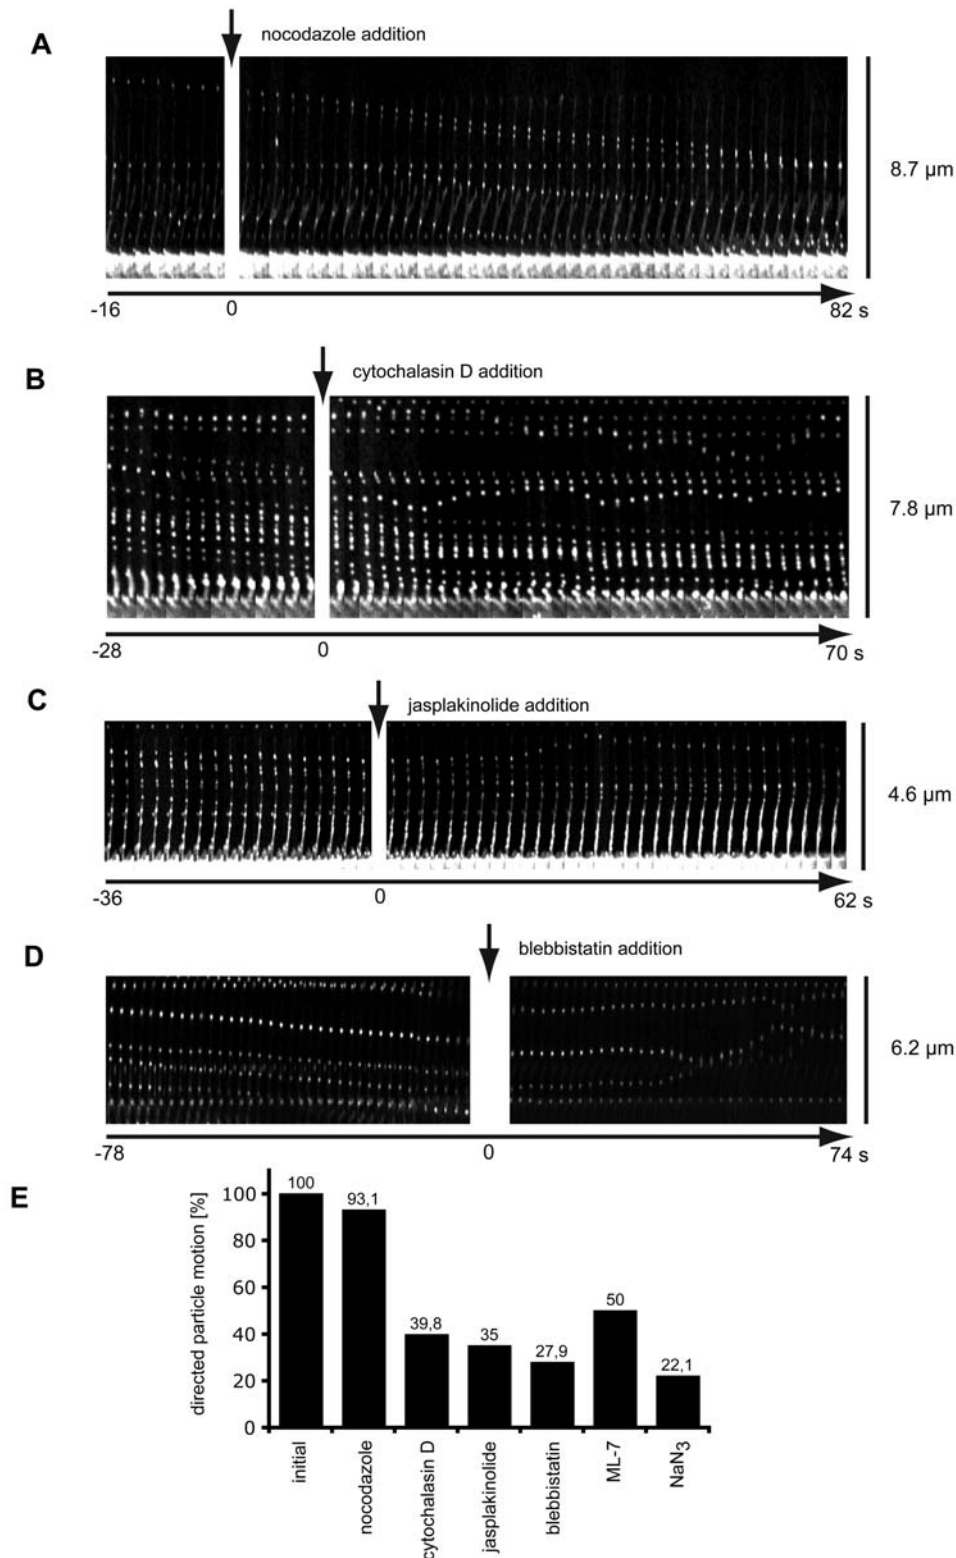 A
nocodazole addition
8.7 µm
-16 0 82 s
B
cytochalasin D addition
7.8 µm
-28 0 70 s
C
jasplakinolide addition
4.6 µm
-36 0 62 s
D
blebbistatin addition
6.2 µm
-78 0 74 s
E
directed particle motion [%]
100
80
60
40
20
0
100
93,1
39,8
35
27,9
50
22,1
initial
nocodazole
cytochalasin D
jasplakinolide
blebbistatin
ML-7
NaN3